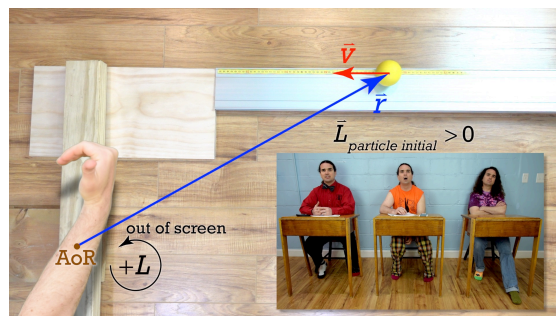 v
r
L particle initial > 0
out of screen
AoR
+L